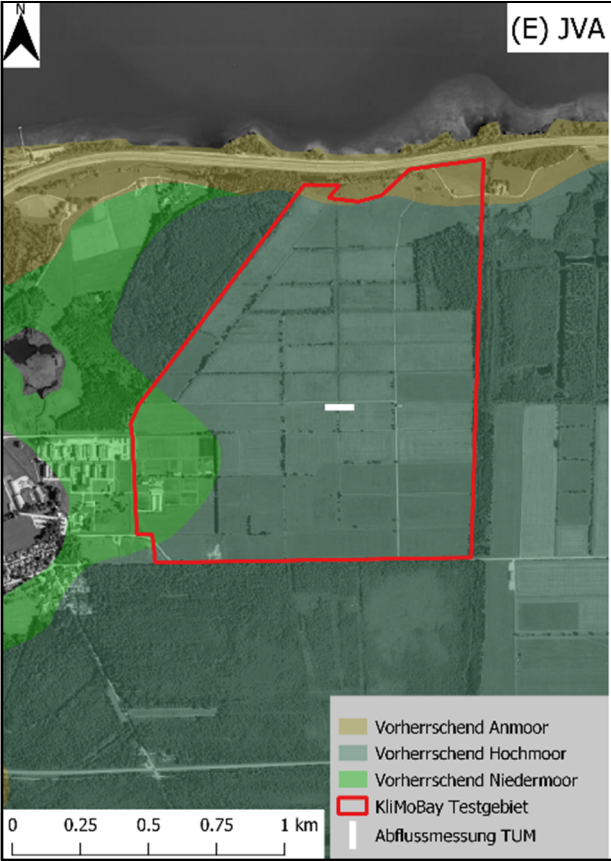 N
(E) JVA
Vorherrschend Anmoor
Vorherrschend Hochmoor
Vorherrschend Niedermoor
KliMoBay Testgebiet
Abflussmessung TUM
0 0.25 0.5 0.75 1 km